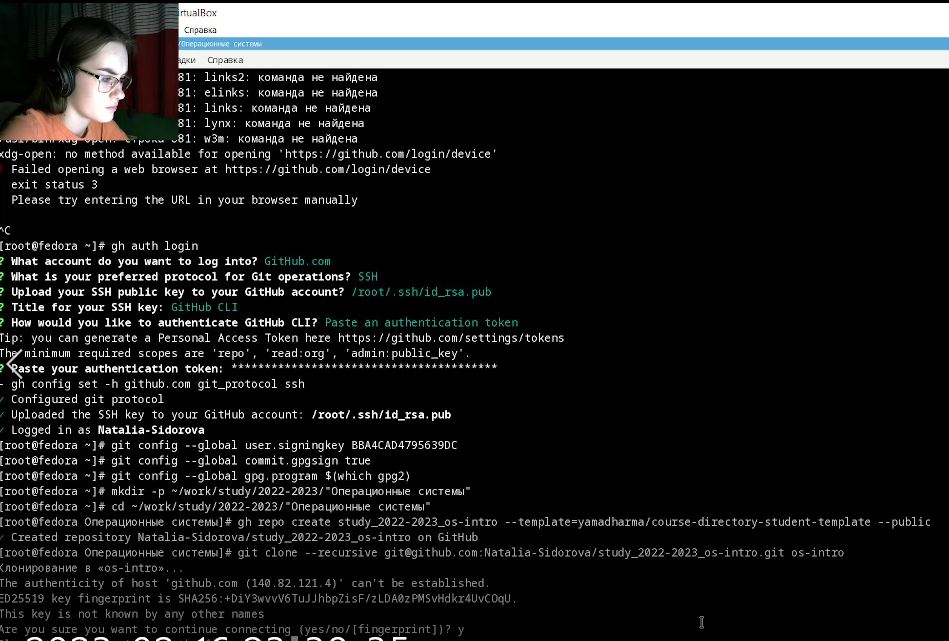 rtualBox
Справка
/Операционные системы
адки Справка
81: links2: команда не найдена
81: elinks: команда не найдена
81: links: команда не найдена
81: lynx: команда не найдена
881: w3m: команда не найдена
xdg-open: no method available for opening 'https://github.com/login/device'
Failed opening a web browser at https://github.com/login/device
exit status 3
Please try entering the URL in your browser manually
^C
[root@fedora ~]# gh auth login
? What account do you want to log into? GitHub.com
? What is your preferred protocol for Git operations? SSH
? Upload your SSH public key to your GitHub account? /root/.ssh/id_rsa.pub
? Title for your SSH key: GitHub CLI
? How would you like to authenticate GitHub CLI? Paste an authentication token
Tip: you can generate a Personal Access Token here https://github.com/settings/tokens
The minimum required scopes are 'repo', 'read:org', 'admin:public_key'.
? Paste your authentication token: ****************************************
- gh config set -h github.com git_protocol ssh
✓ Configured git protocol
✓ Uploaded the SSH key to your GitHub account: /root/.ssh/id_rsa.pub
✓ Logged in as Natalia-Sidorova
[root@fedora ~]# git config --global user.signingkey BBA4CAD4795639DC
[root@fedora ~]# git config --global commit.gpgsign true
[root@fedora ~]# git config --global gpg.program $(which gpg2)
[root@fedora ~]# mkdir -p ~/work/study/2022-2023/"Операционные системы"
[root@fedora ~]# cd ~/work/study/2022-2023/"Операционные системы"
[root@fedora Операционные системы]# gh repo create study_2022-2023_os-intro --template=yamadharma/course-directory-student-template --public
✓ Created repository Natalia-Sidorova/study_2022-2023_os-intro on GitHub
[root@fedora Операционные системы]# git clone --recursive git@github.com:Natalia-Sidorova/study_2022-2023_os-intro.git os-intro
Клонирование в «os-intro»...
The authenticity of host 'github.com (140.82.121.4)' can't be established.
ED25519 key fingerprint is SHA256:+DiY3wvvV6TuJJhbpZisF/zLDA0zPMSvHdkr4UvCOqU.
This key is not known by any other names
Are you sure you want to continue connecting (yes/no/[fingerprint])? y